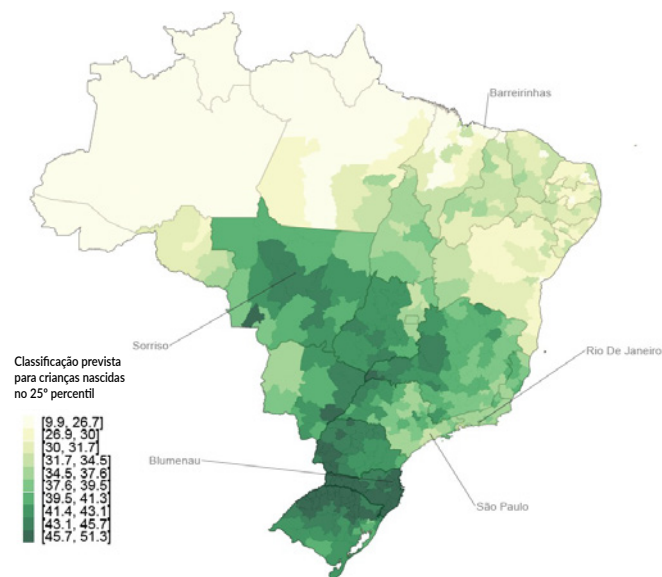 Barreirinhas
Sorriso
Rio De Janeiro
Classificação prevista
para crianças nascidas
no 25º percentil
[9.9, 26.7]
[26.9, 30]
[30, 31.7]
[31.7, 34.5]
[34.5, 37.6]
[37.6, 39.5]
[39.5, 41.3]
[41.4, 43.1]
[43.1, 45.7]
[45.7, 51.3]
Blumenau
São Paulo